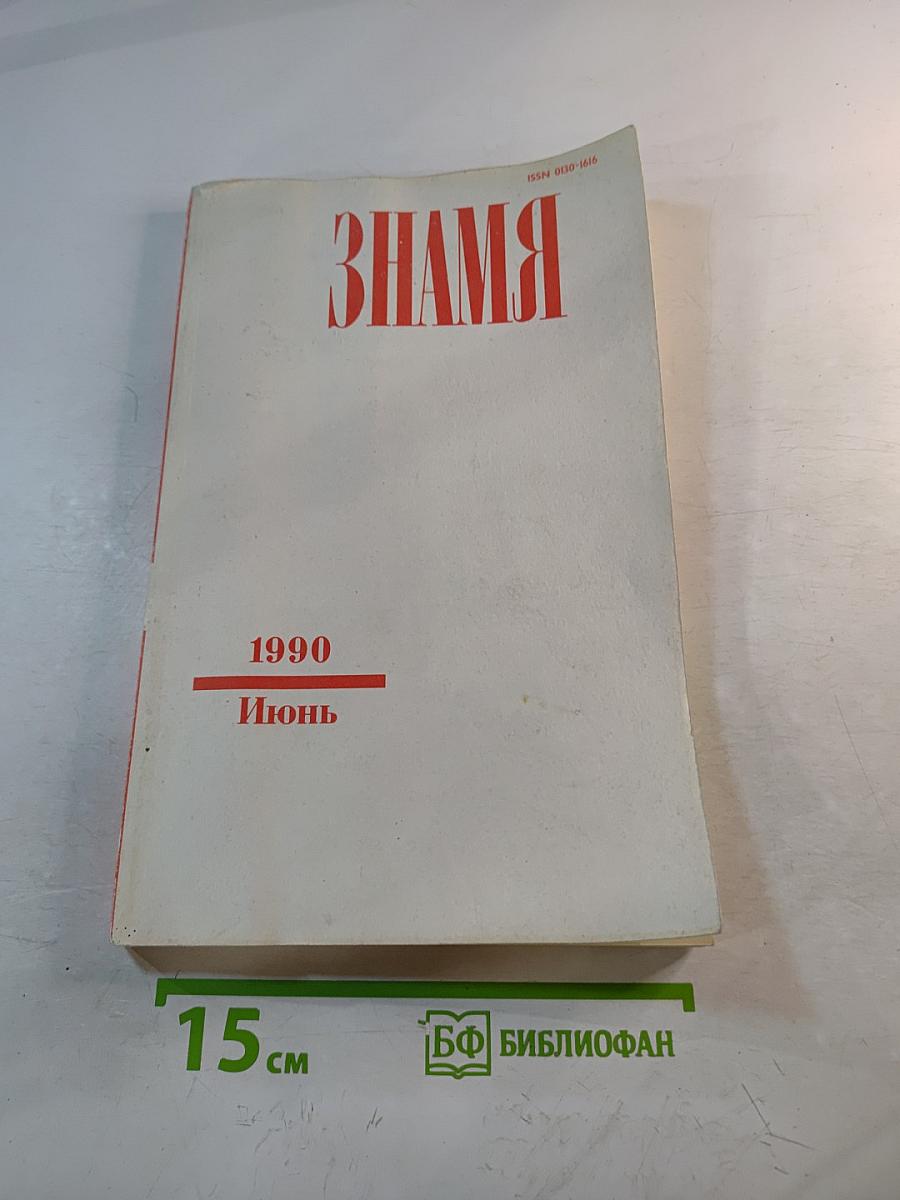 ISSN 0130-1616
ЗНАМЯ
1990
Июнь
15 см
БФ БИБЛИОФАН